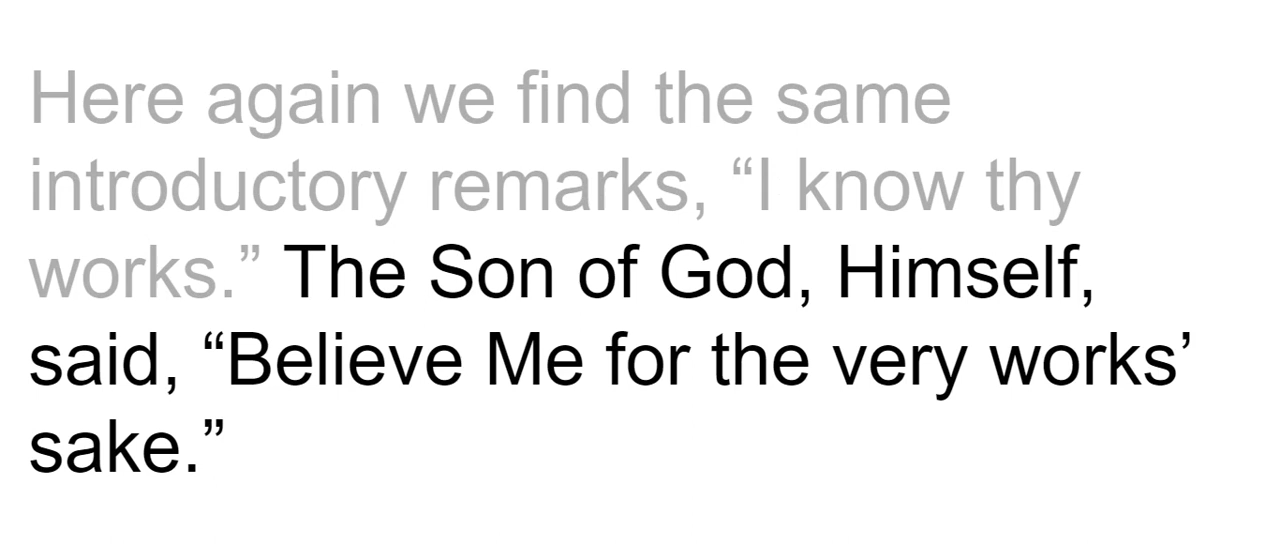 Here again we find the same
introductory remarks, “I know thy
works.” The Son of God, Himself,
said, “Believe Me for the very works’
sake.”